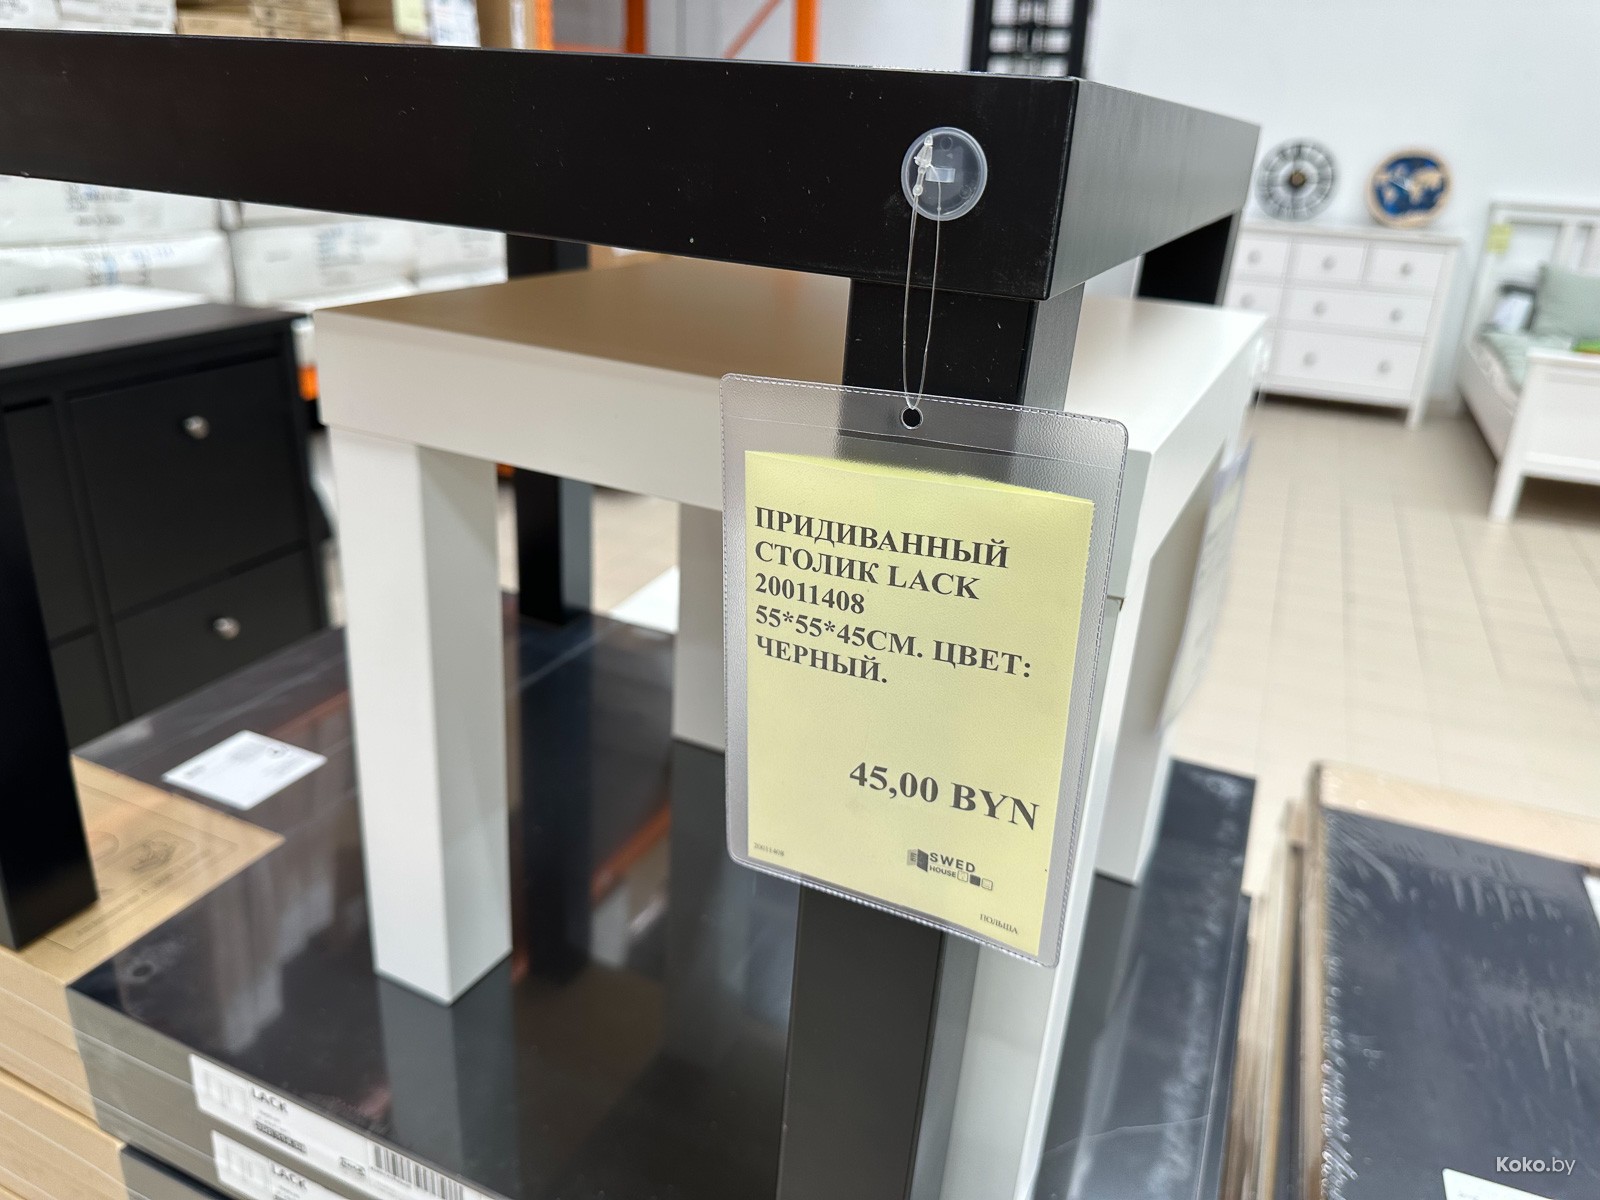 ПРИДИВАННЫЙ
СТОЛИК LACK
20011408
55*55*45СМ. ЦВЕТ:
ЧЕРНЫЙ.
45,00 BYN
20011408
SWED
HOUSE
ПОЛЬША
LACK
LACK
Koko.by